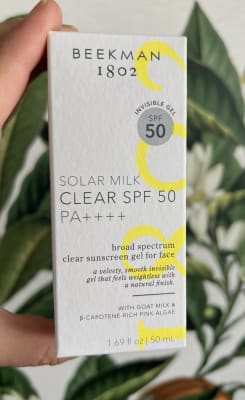 BEEKMAN
1802
INVISIBLE GEL
SPF
50
SOLAR MILK
CLEAR SPF 50
PA++++
broad spectrum
clear sunscreen gel for face
a velvety, smooth invisible
gel that feels weightless with
a natural finish.
WITH GOAT MILK &
β-CAROTENE-RICH PINK ALGAE
1.69 fl oz | 50 mL
1802